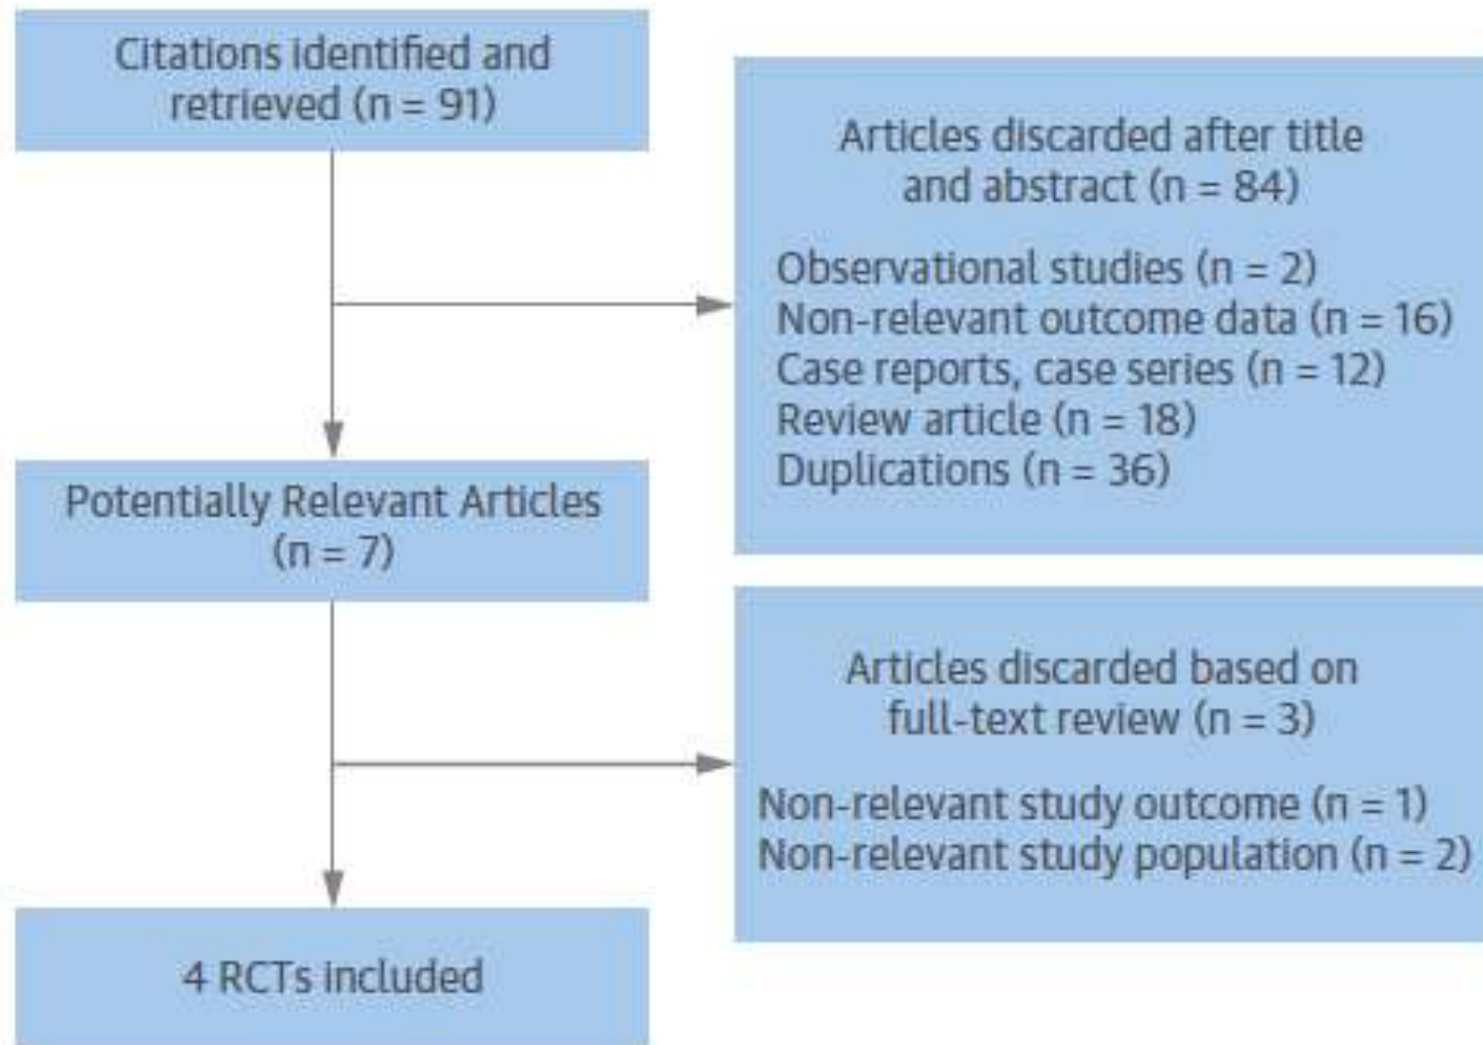 Citations identified and
retrieved (n = 91)
Articles discarded after title
and abstract (n = 84)
Observational studies (n = 2)
Non-relevant outcome data (n = 16)
Case reports, case series (n = 12)
Review article (n = 18)
Duplications (n = 36)
Potentially Relevant Articles
(n = 7)
Articles discarded based on
full-text review (n = 3)
Non-relevant study outcome (n = 1)
Non-relevant study population (n = 2)
4 RCTs included